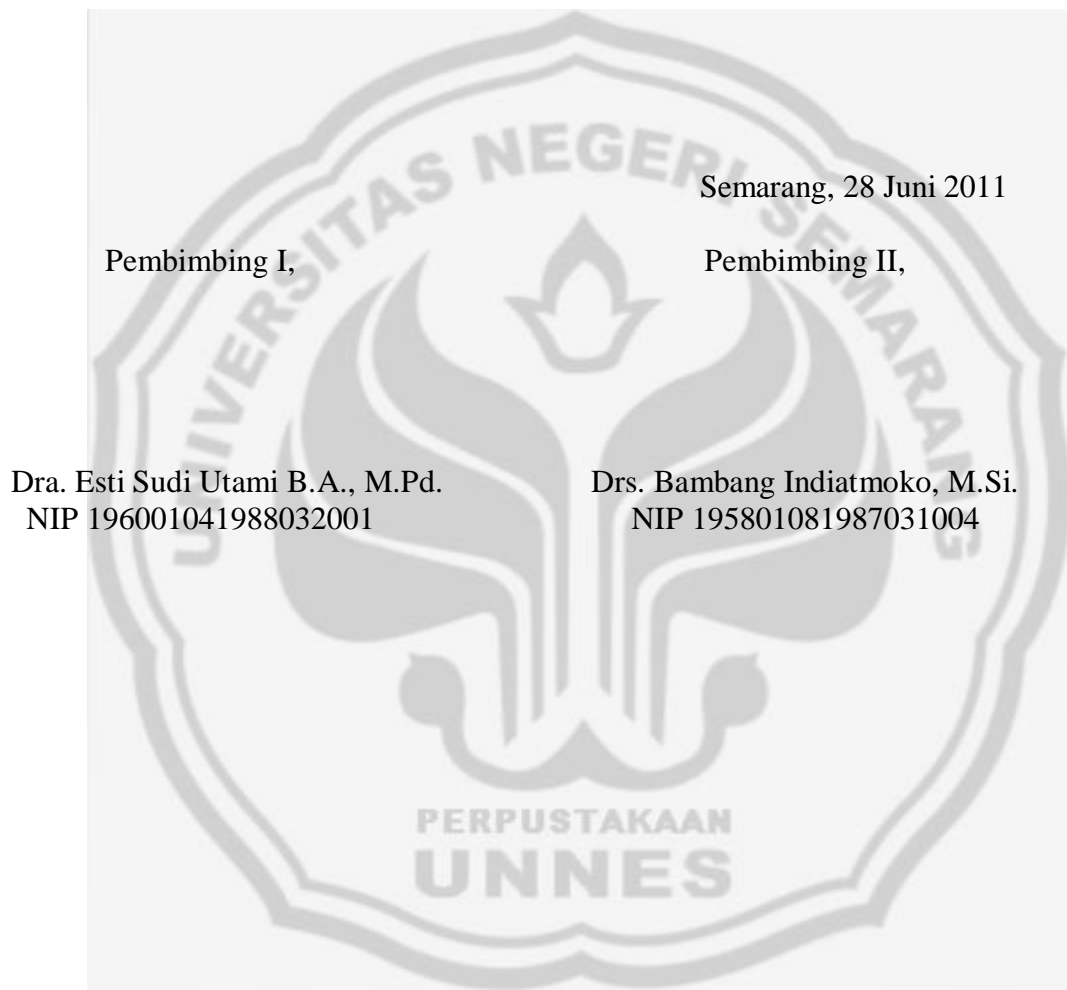 Semarang, 28 Juni 2011
Pembimbing I, Pembimbing II,
Dra. Esti Sudi Utami B.A., M.Pd. Drs. Bambang Indiatmoko, M.Si.
NIP 196001041988032001 NIP 195801081987031004
UNIVERSITAS NEGERI SEMARANG
PERPUSTAKAAN
UNNES